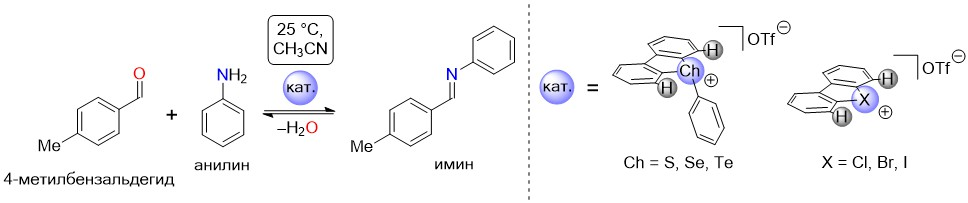 25 °C,
CH₃CN
кат.
−H₂O
O
Me
+
NH₂
N
Me
4-метилбензальдегид
анилин
имин
кат.
=
H
Ch
⊕
H
OTf⊖
Ch = S, Se, Te
H
X
⊕
H
OTf⊖
X = Cl, Br, I